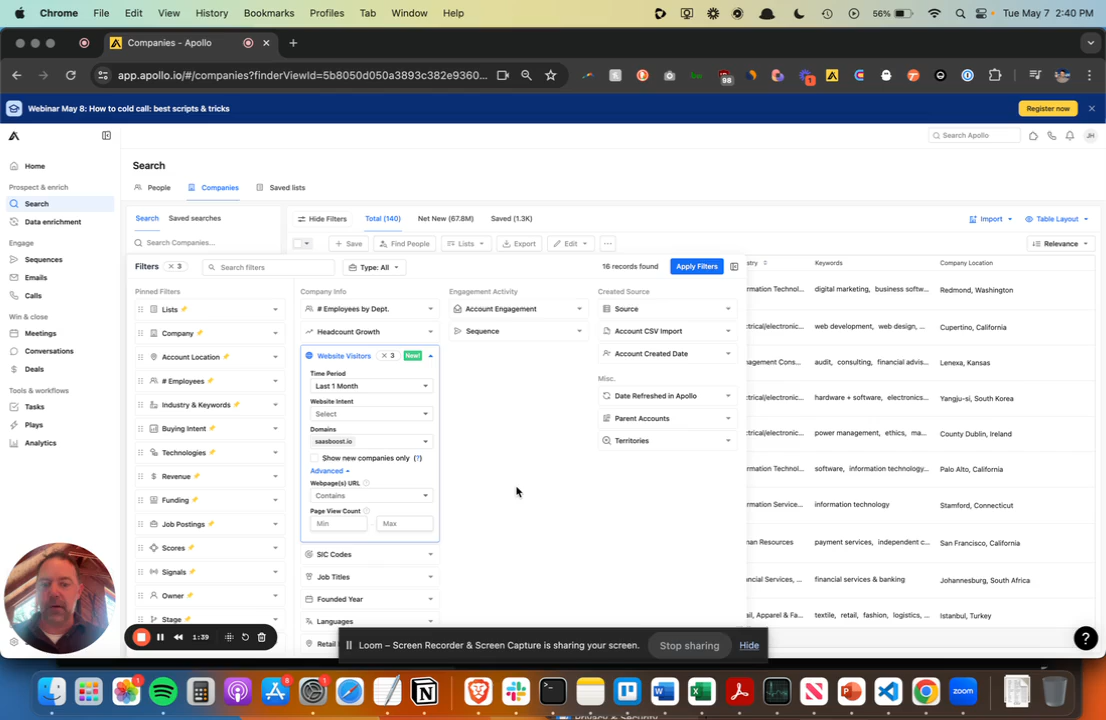 Chrome File Edit View History Bookmarks Profiles Tab Window Help
56% Tue May 7 2:40 PM
Companies - Apollo
app.apollo.io/#/companies?finderViewId=5b8050d050a3893c382e9360...
98
1
Webinar May 8: How to cold call: best scripts & tricks
Register now
Search Apollo
JH
Home
Prospect & enrich
Search
Data enrichment
Engage
Sequences
Emails
Calls
Win & close
Meetings
Conversations
Deals
Tools & workflows
Tasks
Plays
Analytics
Search
People Companies Saved lists
Search Saved searches
Search Companies...
Hide Filters Total (140) Net New (67.8M) Saved (1.3K)
Import Table Layout
+ Save Find People Lists Export Edit ...
Relevance
Filters × 3 Search filters Type: All 16 records found Apply Filters
Pinned Filters
Lists
Company
Account Location
# Employees
Industry & Keywords
Buying Intent
Technologies
Revenue
Funding
Job Postings
Scores
Signals
Owner
Stage
Company Info
# Employees by Dept.
Headcount Growth
Website Visitors × 3 New!
Time Period
Last 1 Month
Website Intent
Select
Domains
saasboost.io
Show new companies only (?)
Advanced
Webpage(s) URL
Contains
Page View Count
Min - Max
SIC Codes
Job Titles
Founded Year
Languages
Retail
Engagement Activity
Account Engagement
Sequence
Created Source
Source
Account CSV Import
Account Created Date
Misc.
Date Refreshed in Apollo
Parent Accounts
Territories
Keywords Company Location
digital marketing, business softw... Redmond, Washington
web development, web design, ... Cupertino, California
audit, consulting, financial advis... Lenexa, Kansas
hardware + software, electronics... Yangju-si, South Korea
power management, ethics, ma... County Dublin, Ireland
software, information technology... Palo Alto, California
information technology Stamford, Connecticut
payment services, independent c... San Francisco, California
financial services & banking Johannesburg, South Africa
textile, retail, fashion, logistics, ... Istanbul, Turkey
1:39
Loom – Screen Recorder & Screen Capture is sharing your screen. Stop sharing Hide
?
1
8
1
zoom